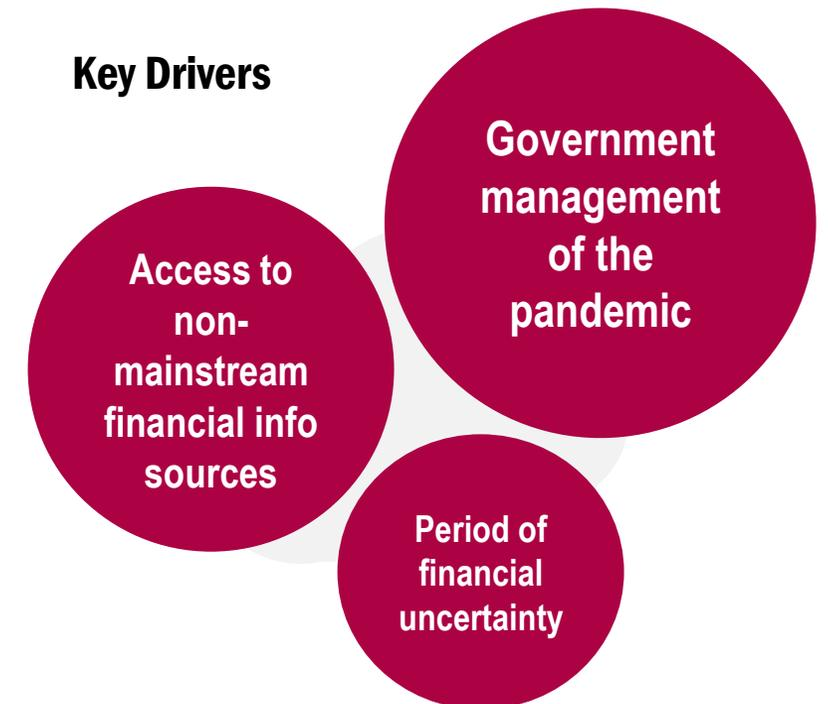 Key Drivers
Government
management
of the
pandemic
Access to
non-
mainstream
financial info
sources
Period of
financial
uncertainty